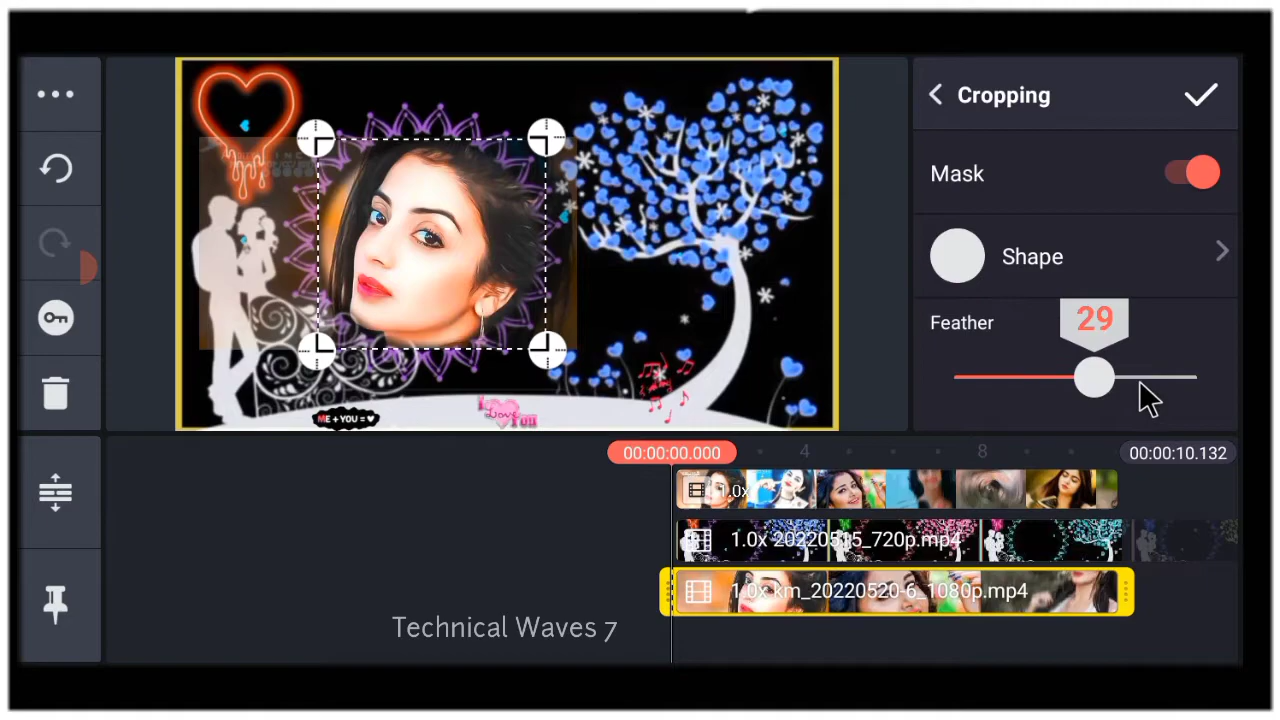 Cropping
Mask
Shape
Feather
29
ME + YOU =
I Love You
00:00:00.000
4
8
00:00:10.132
1.0x
1.0x 20220515_720p.mp4
1.0x km_20220520-6_1080p.mp4
Technical Waves 7